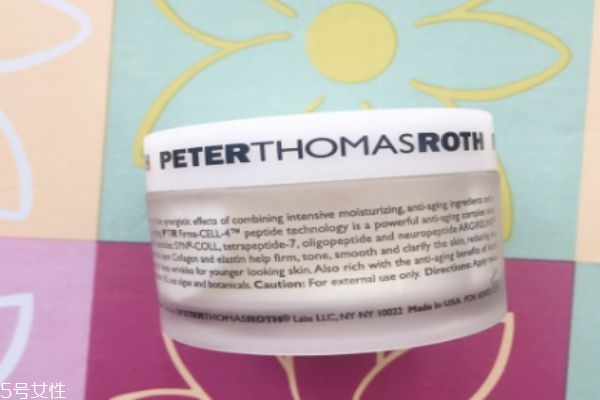 H PETERTHOMASROTH
the synergistic effects of combining intensive moisturizing, anti-aging ingredients and
PTR Firma-CELL-4™ peptide technology is a powerful anti-aging complex with
SYN®-COLL, tetrapeptide-7, oligopeptide and neuropeptide ARGIRELINE®
Collagen and elastin help firm, tone, smooth and clarify the skin, reducing the
deep wrinkles for younger looking skin. Also rich with the anti-aging benefits of
algae and botanicals. Caution: For external use only. Directions: Apply
PETERTHOMASROTH® Labs LLC, NY NY 10022 Made in USA
5号女性